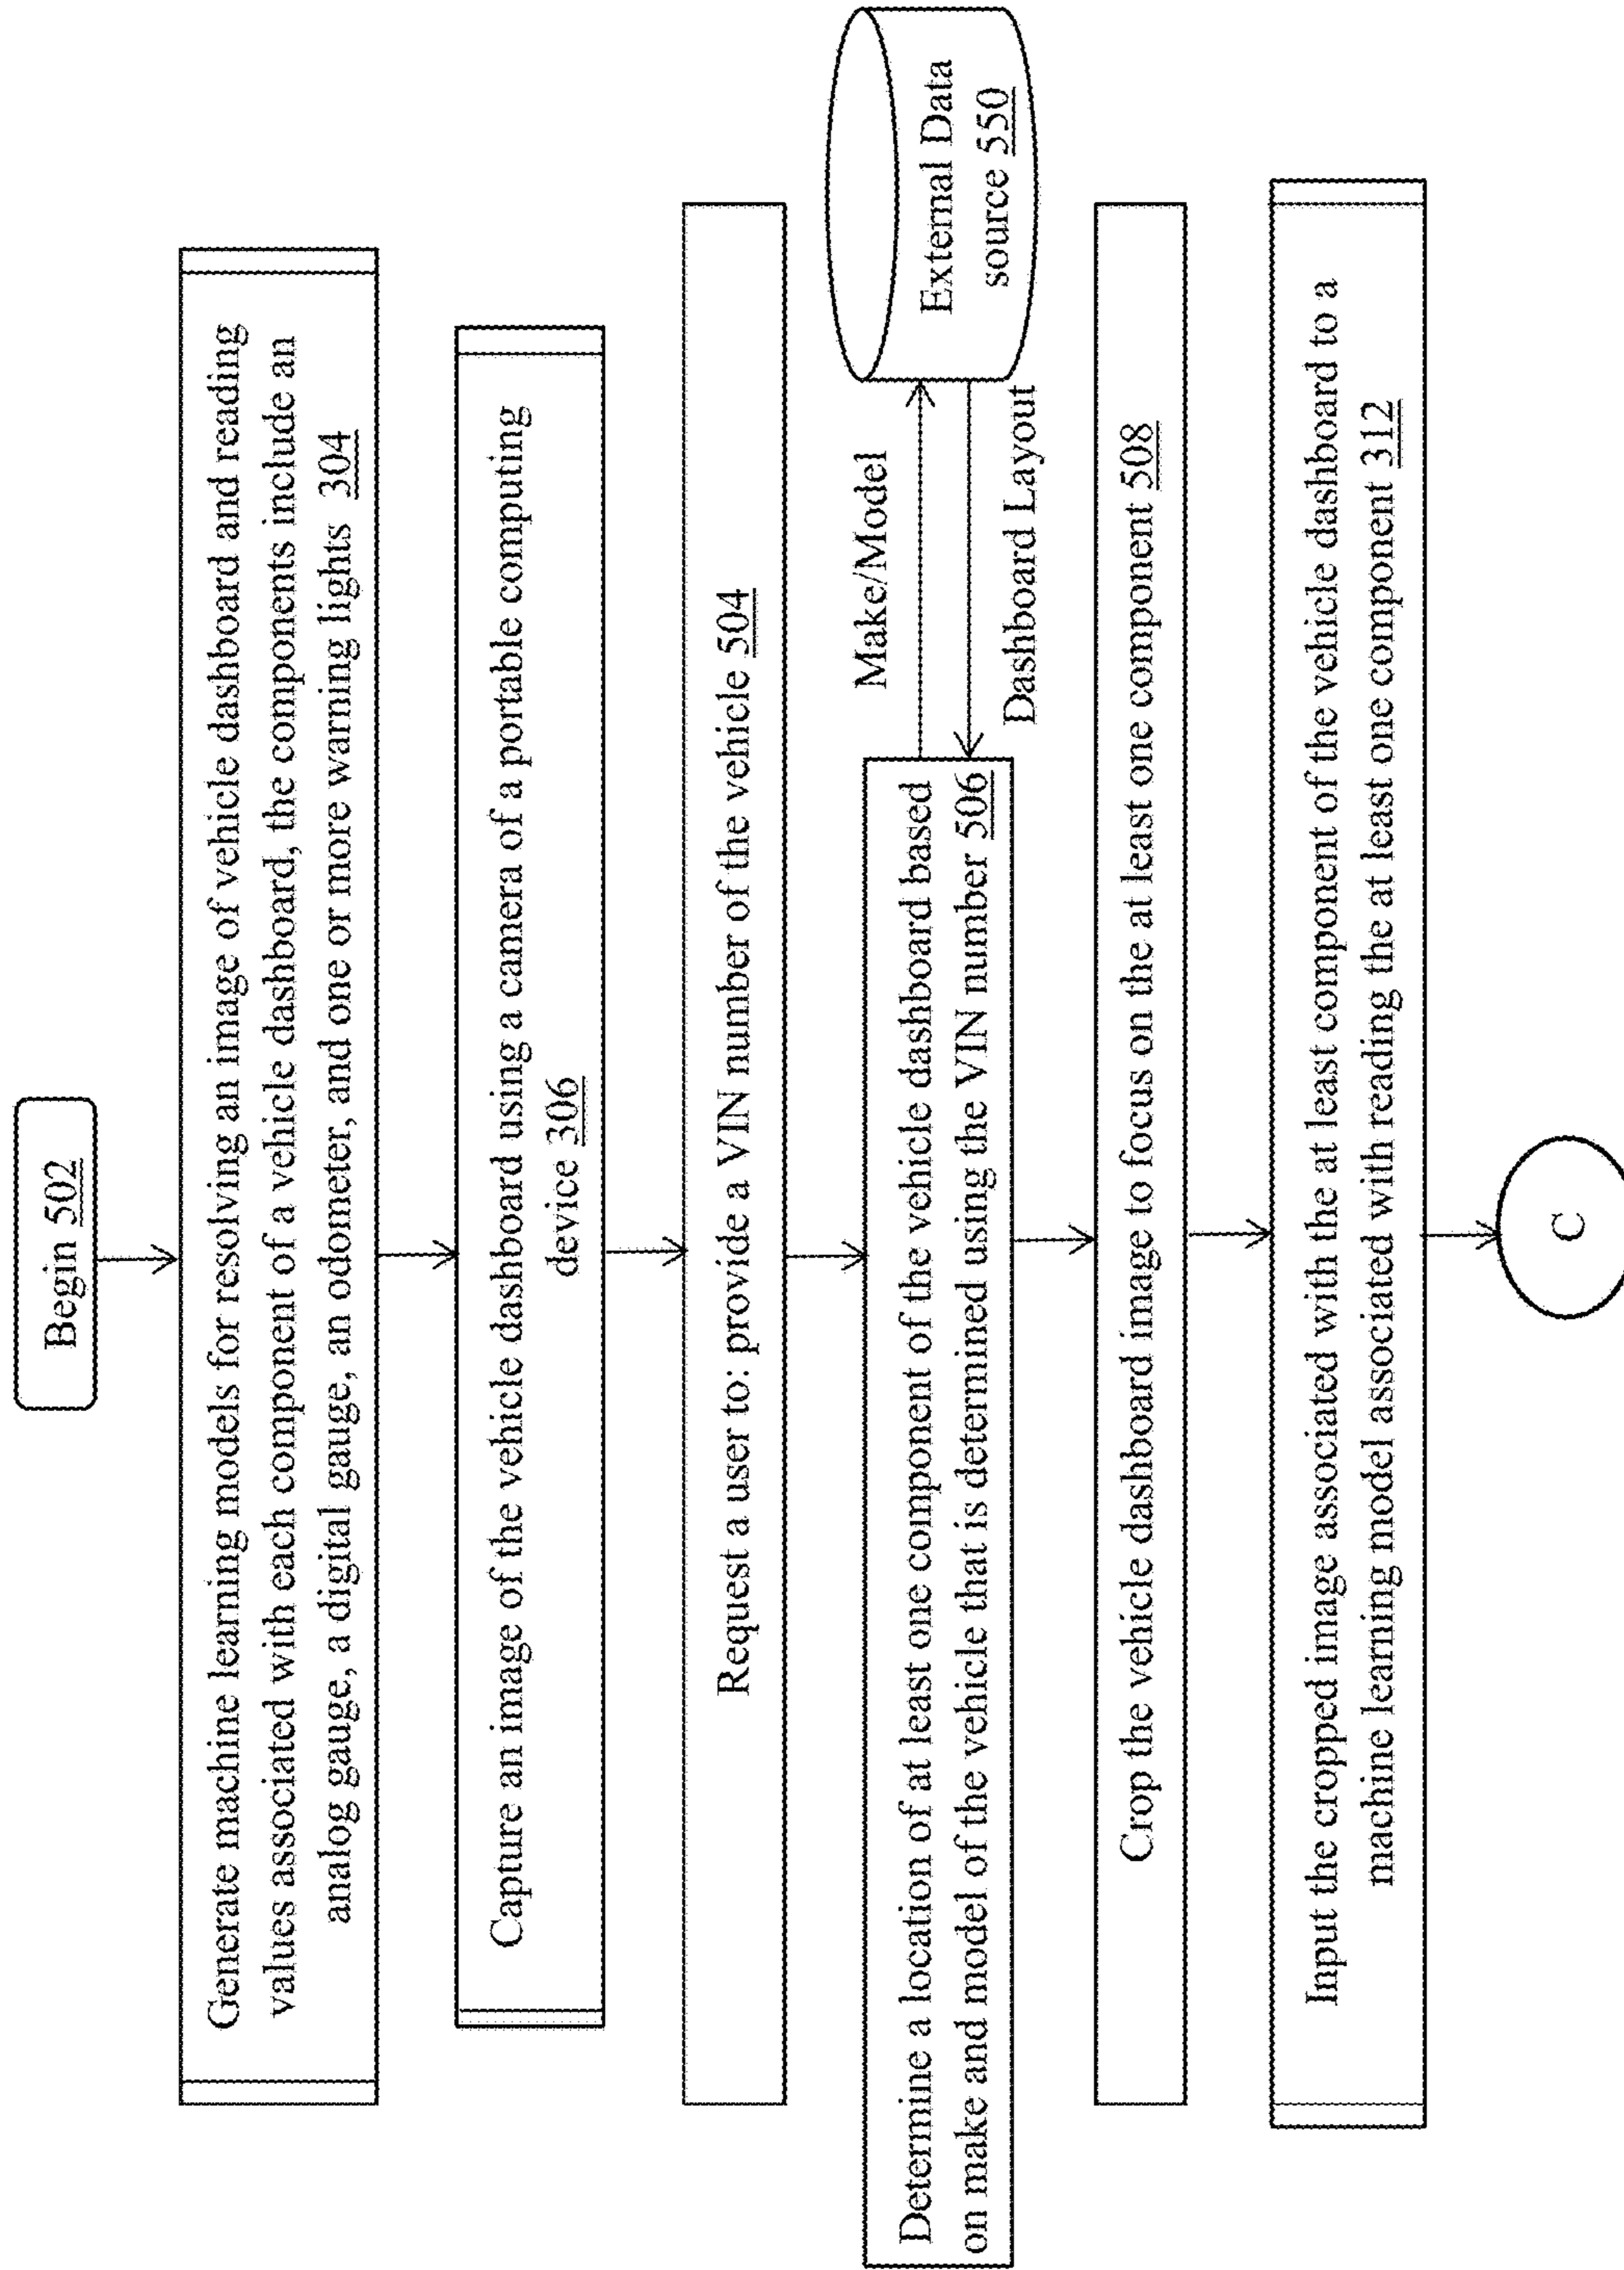 Begin 502
Generate machine learning models for resolving an image of vehicle dashboard and reading
values associated with each component of a vehicle dashboard, the components include an
analog gauge, a digital gauge, an odometer, and one or more warning lights 304
Capture an image of the vehicle dashboard using a camera of a portable computing
device 306
Request a user to: provide a VIN number of the vehicle 504
Determine a location of at least one component of the vehicle dashboard based
on make and model of the vehicle that is determined using the VIN number 506
Make/Model
Dashboard Layout
External Data
source 550
Crop the vehicle dashboard image to focus on the at least one component 508
Input the cropped image associated with the at least component of the vehicle dashboard to a
machine learning model associated with reading the at least one component 312
C